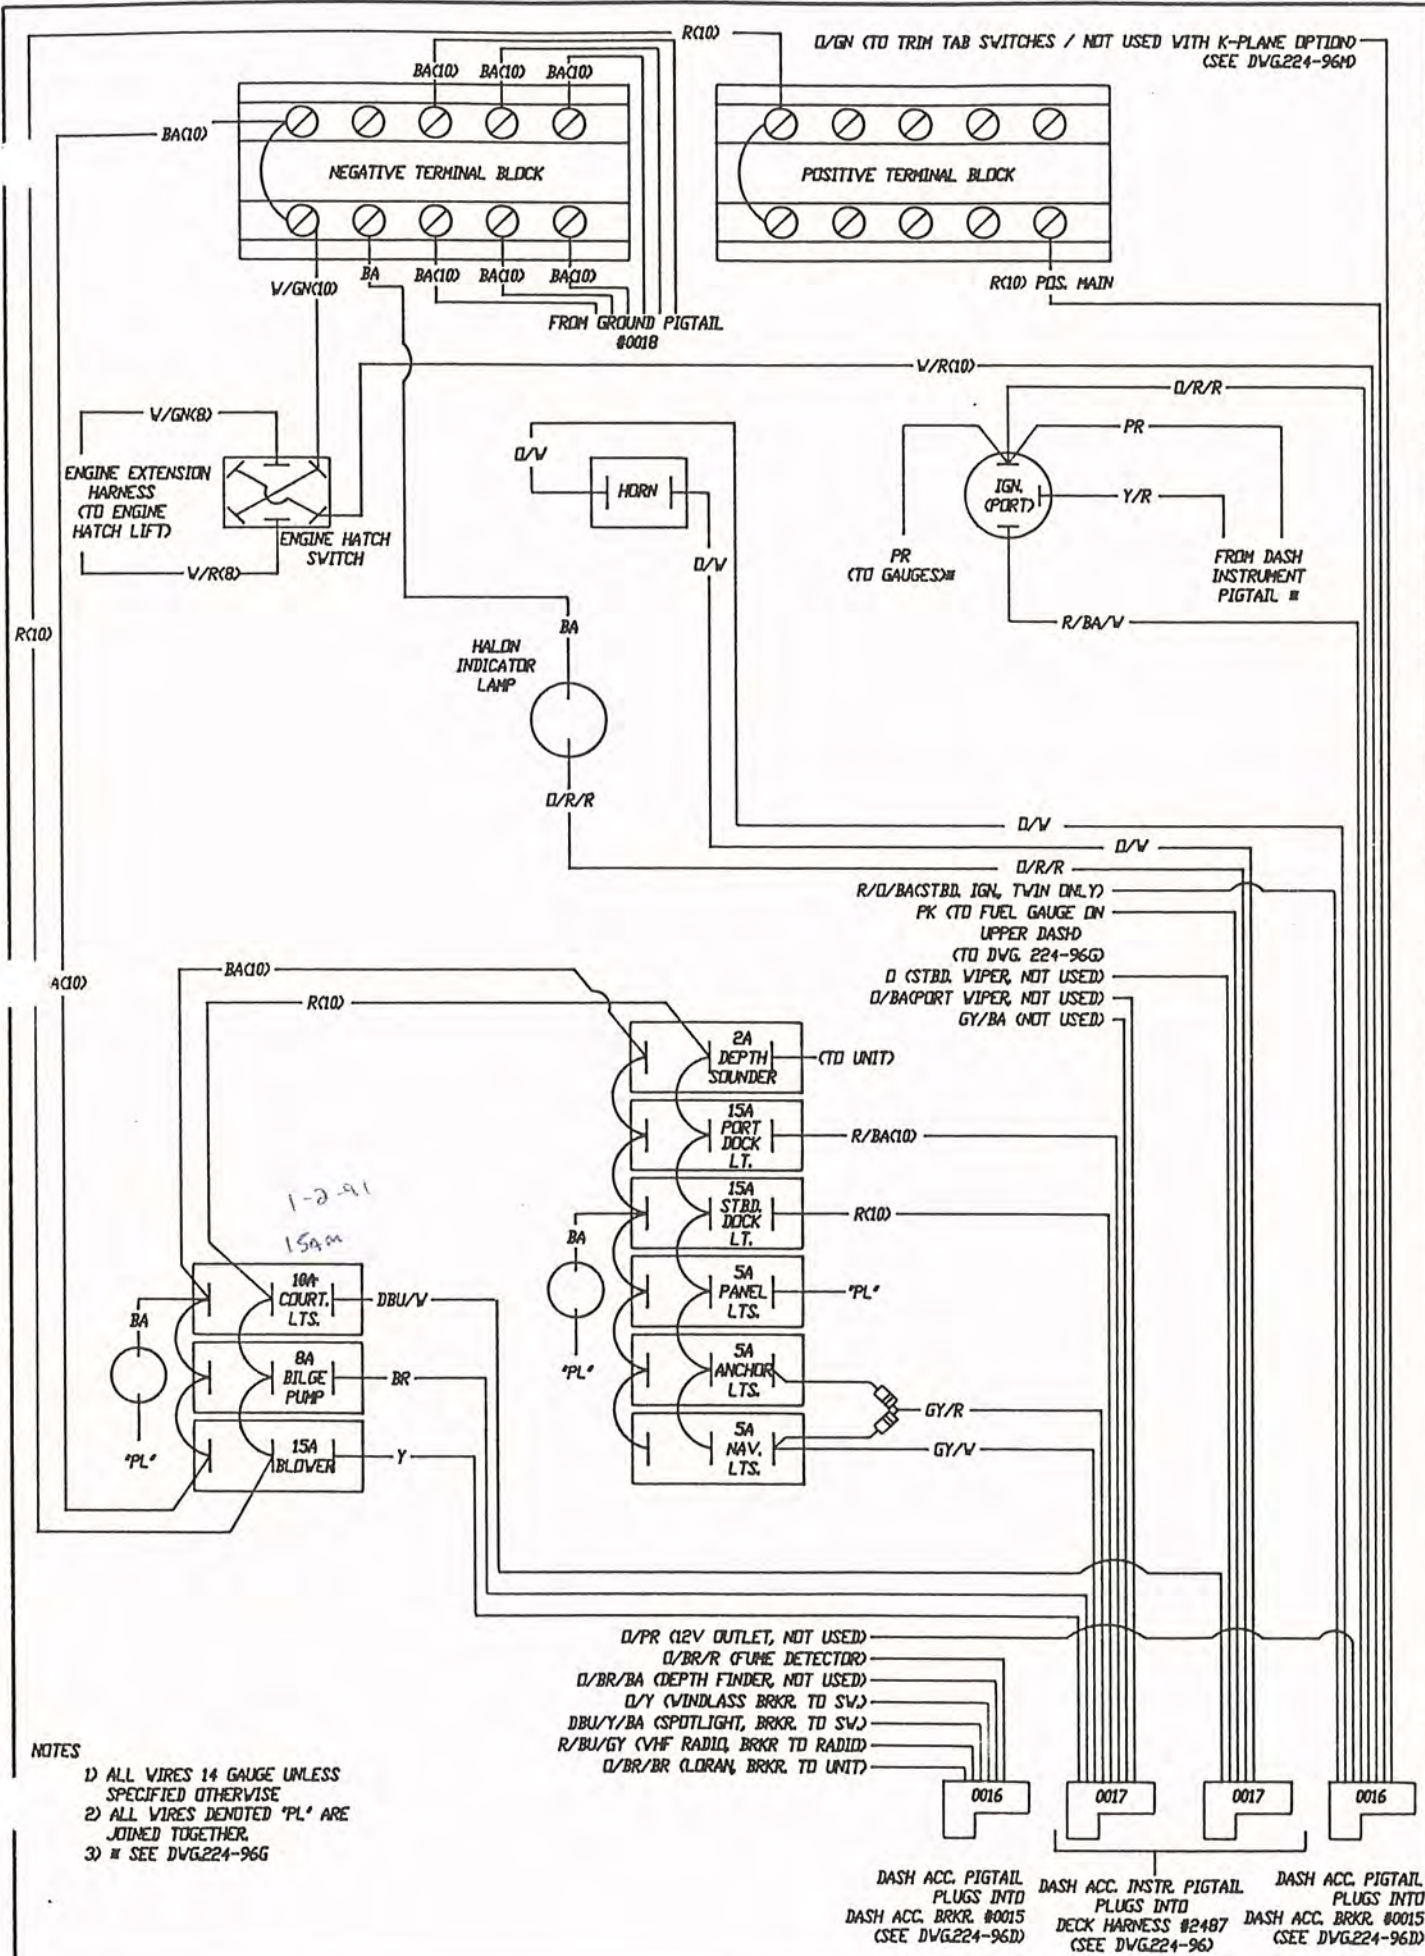 R(10)
O/GN (TO TRIM TAB SWITCHES / NOT USED WITH K-PLANE OPTION)
(SEE DWG.224-96M)
BA(10) BA(10) BA(10)
BA(10)
NEGATIVE TERMINAL BLOCK
POSITIVE TERMINAL BLOCK
W/GN(10)
BA
BA(10)
BA(10)
BA(10)
R(10) POS. MAIN
FROM GROUND PIGTAIL
#0018
W/R(10)
O/R/R
W/GN(8)
PR
O/W
ENGINE EXTENSION
HARNESS
(TO ENGINE
HATCH LIFT)
HORN
IGN.
(PORT)
Y/R
ENGINE HATCH
SWITCH
W/R(8)
O/W
PR
(TO GAUGES)※
FROM DASH
INSTRUMENT
PIGTAIL ※
R(10)
BA
R/BA/W
HALON
INDICATOR
LAMP
O/R/R
O/W
O/W
O/R/R
R/O/BA(STBD. IGN., TWIN ONLY)
PK (TO FUEL GAUGE ON
UPPER DASH)
(TO DWG. 224-96G)
O (STBD. WIPER, NOT USED)
O/BA(PORT WIPER, NOT USED)
GY/BA (NOT USED)
A(10)
BA(10)
R(10)
2A
DEPTH
SOUNDER
(TO UNIT)
15A
PORT
DOCK
LT.
R/BA(10)
15A
STBD.
DOCK
LT.
R(10)
BA
5A
PANEL
LTS.
"PL"
"PL"
5A
ANCHOR
LTS.
GY/R
5A
NAV.
LTS.
GY/W
1-2-91
10A
COURT.
LTS.
DBU/W
BA
8A
BILGE
PUMP
BR
"PL"
15A
BLOWER
Y
O/PR (12V OUTLET, NOT USED)
O/BR/R (FUME DETECTOR)
O/BR/BA (DEPTH FINDER, NOT USED)
O/Y (WINDLASS BRKR. TO SW.)
DBU/Y/BA (SPOTLIGHT, BRKR. TO SW.)
R/BU/GY (VHF RADIO, BRKR TO RADIO)
O/BR/BR (LORAN, BRKR. TO UNIT)
NOTES
1) ALL WIRES 14 GAUGE UNLESS
SPECIFIED OTHERWISE
2) ALL WIRES DENOTED "PL" ARE
JOINED TOGETHER.
3) ※ SEE DWG.224-96G
0016
0017
0017
0016
DASH ACC. PIGTAIL
PLUGS INTO
DASH ACC. BRKR. #0015
(SEE DWG.224-96D)
DASH ACC. INSTR. PIGTAIL
PLUGS INTO
DECK HARNESS #2487
(SEE DWG.224-96)
DASH ACC. PIGTAIL
PLUGS INTO
DASH ACC. BRKR. #0015
(SEE DWG.224-96D)